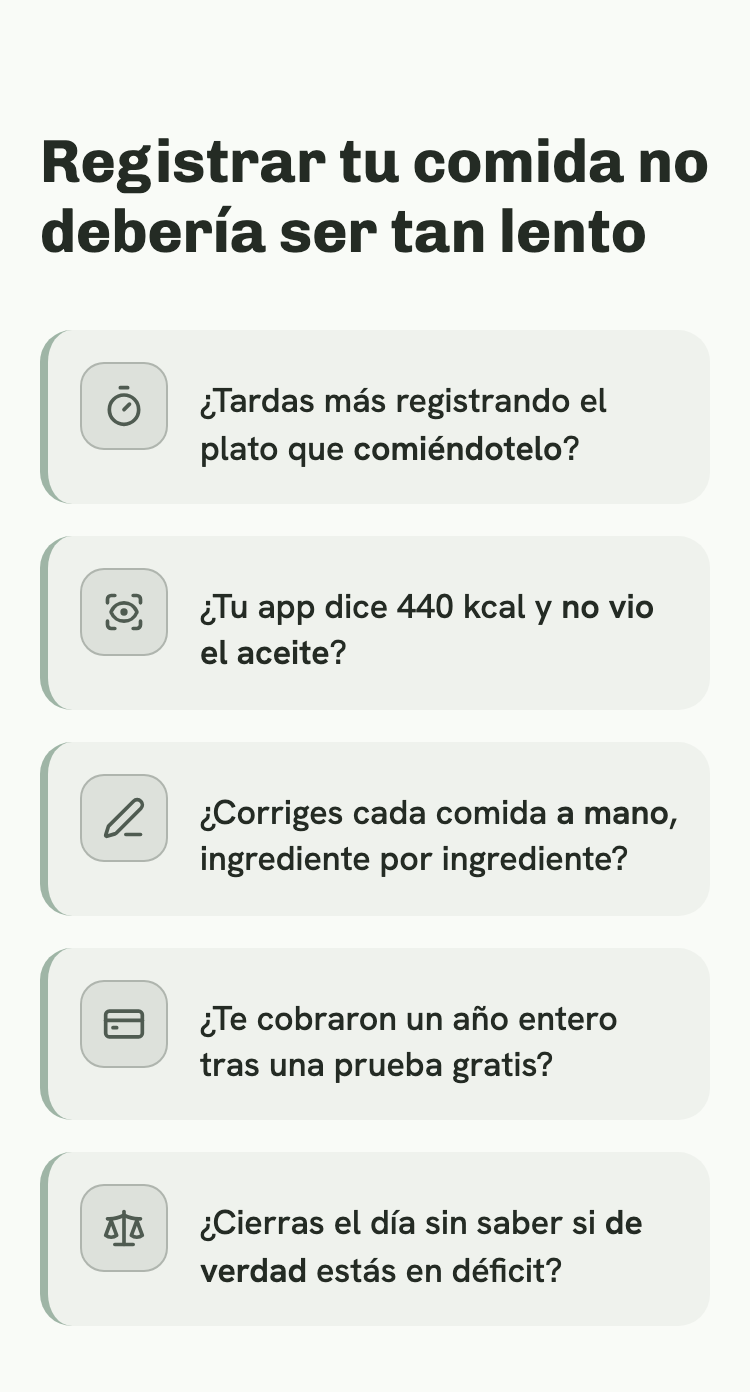 Registrar tu comida no
debería ser tan lento
¿Tardas más registrando el
plato que comiéndotelo?
¿Tu app dice 440 kcal y no vio
el aceite?
¿Corriges cada comida a mano,
ingrediente por ingrediente?
¿Te cobraron un año entero
tras una prueba gratis?
¿Cierras el día sin saber si de
verdad estás en déficit?